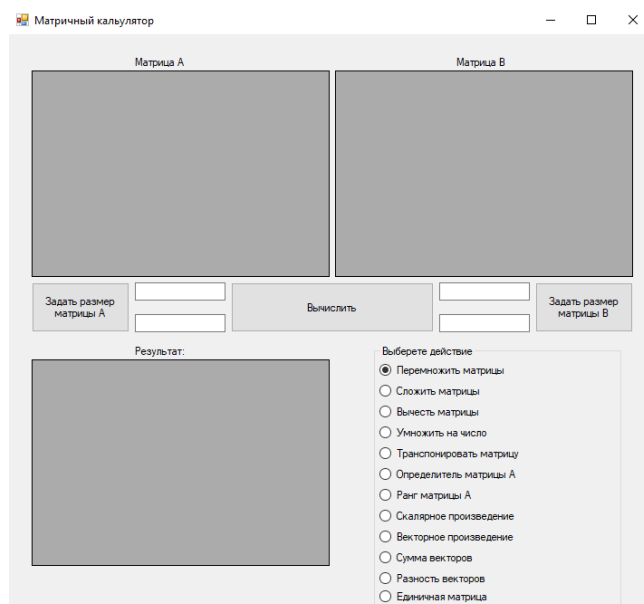 Матричный кальулятор
Матрица A
Матрица B
Задать размер
матрицы A
Вычислить
Задать размер
матрицы B
Результат:
Выберете действие
Перемножить матрицы
Сложить матрицы
Вычесть матрицы
Умножить на число
Транспонировать матрицу
Определитель матрицы A
Ранг матрицы A
Скалярное произведение
Векторное произведение
Сумма векторов
Разность векторов
Единичная матрица